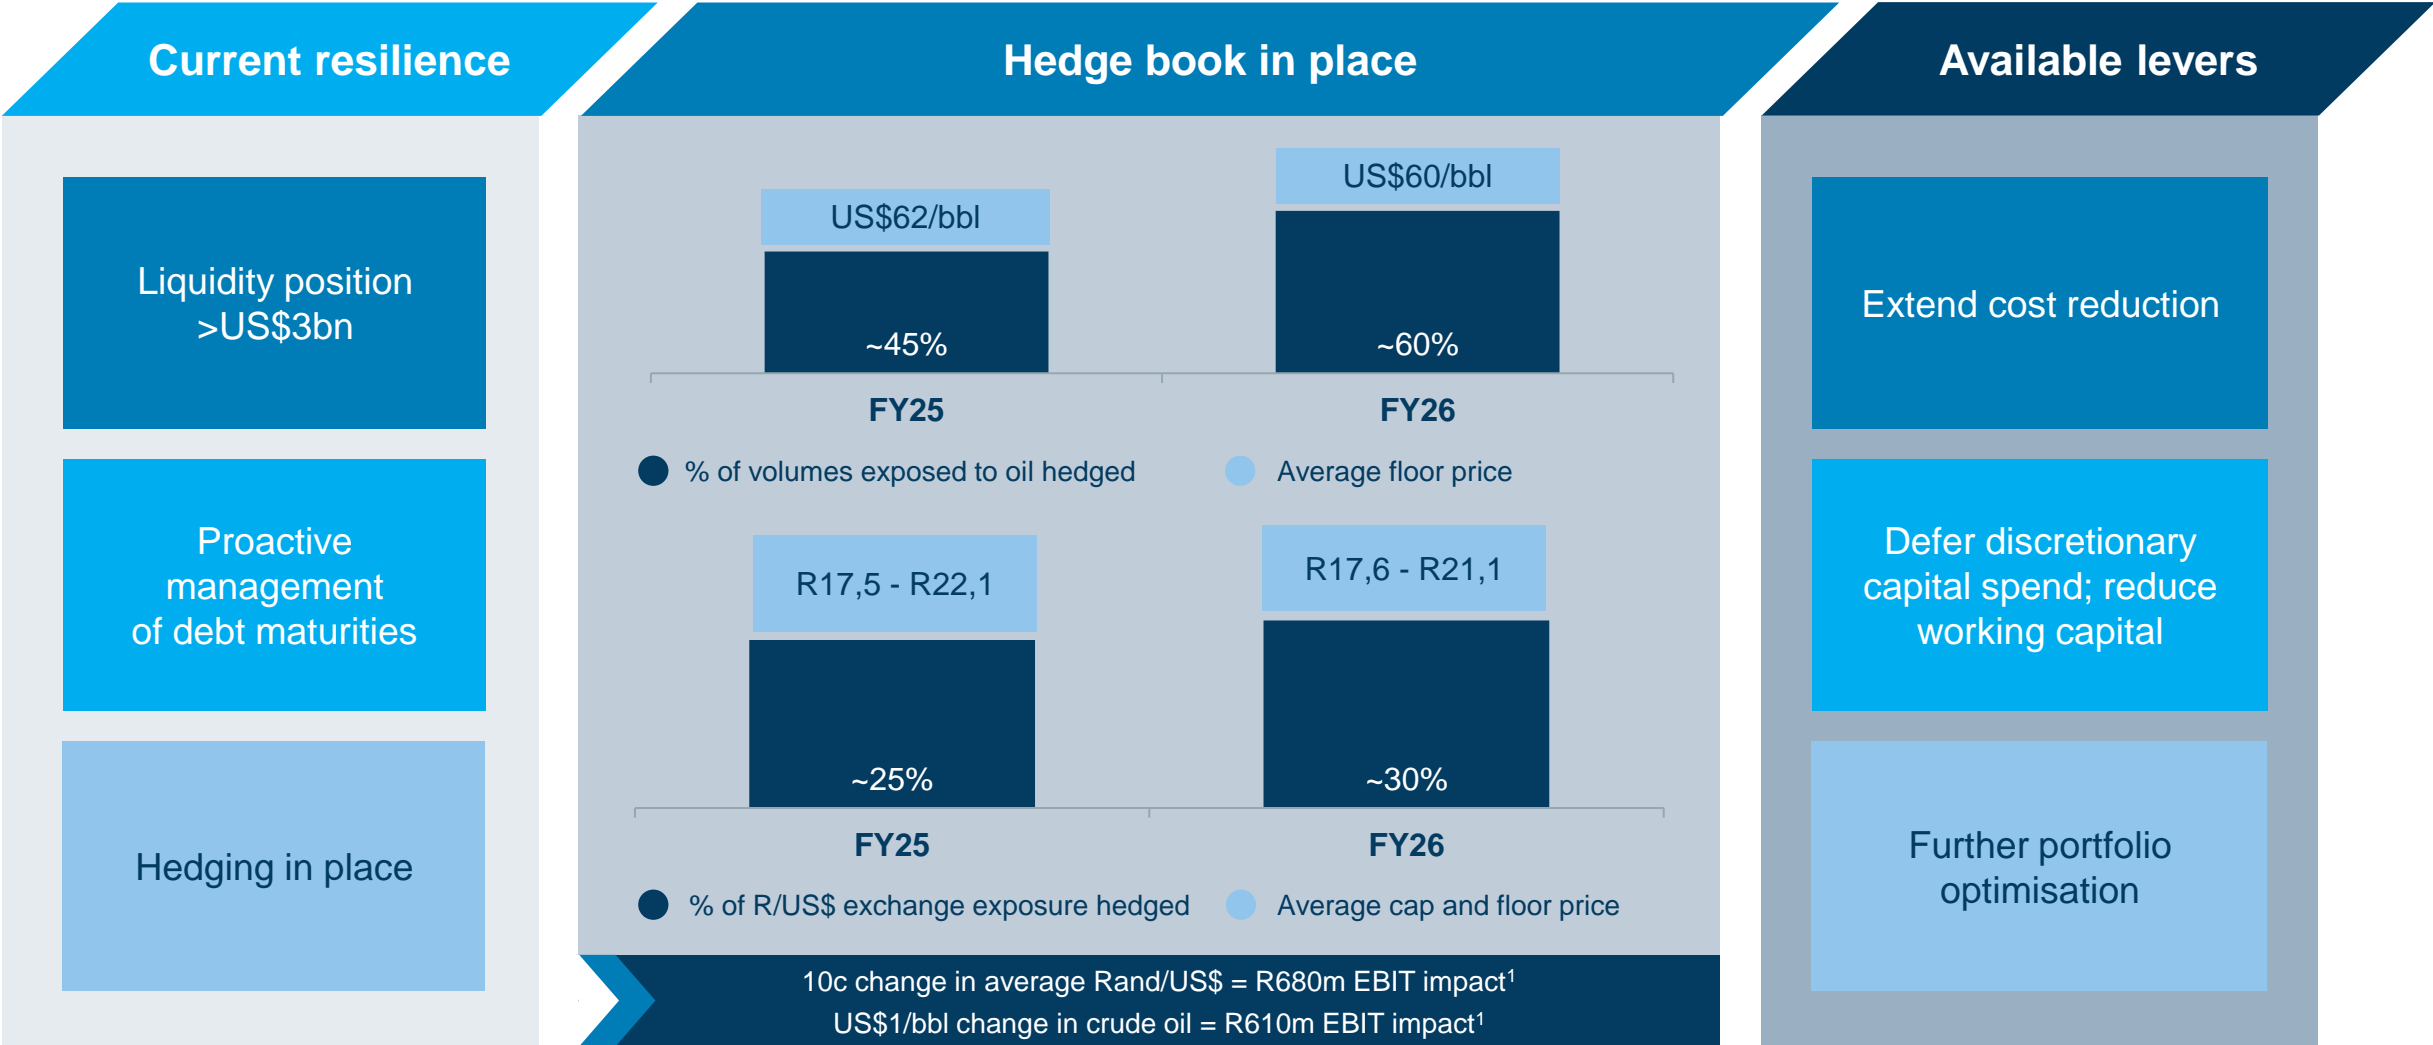 Current resilience
Hedge book in place
Available levers
Liquidity position
>US$3bn
Proactive
management
of debt maturities
Hedging in place
US$62/bbl
US$60/bbl
~45%
~60%
FY25
FY26
% of volumes exposed to oil hedged
Average floor price
R17,5 - R22,1
R17,6 - R21,1
~25%
~30%
FY25
FY26
% of R/US$ exchange exposure hedged
Average cap and floor price
10c change in average Rand/US$ = R680m EBIT impact¹
US$1/bbl change in crude oil = R610m EBIT impact¹
Extend cost reduction
Defer discretionary
capital spend; reduce
working capital
Further portfolio
optimisation